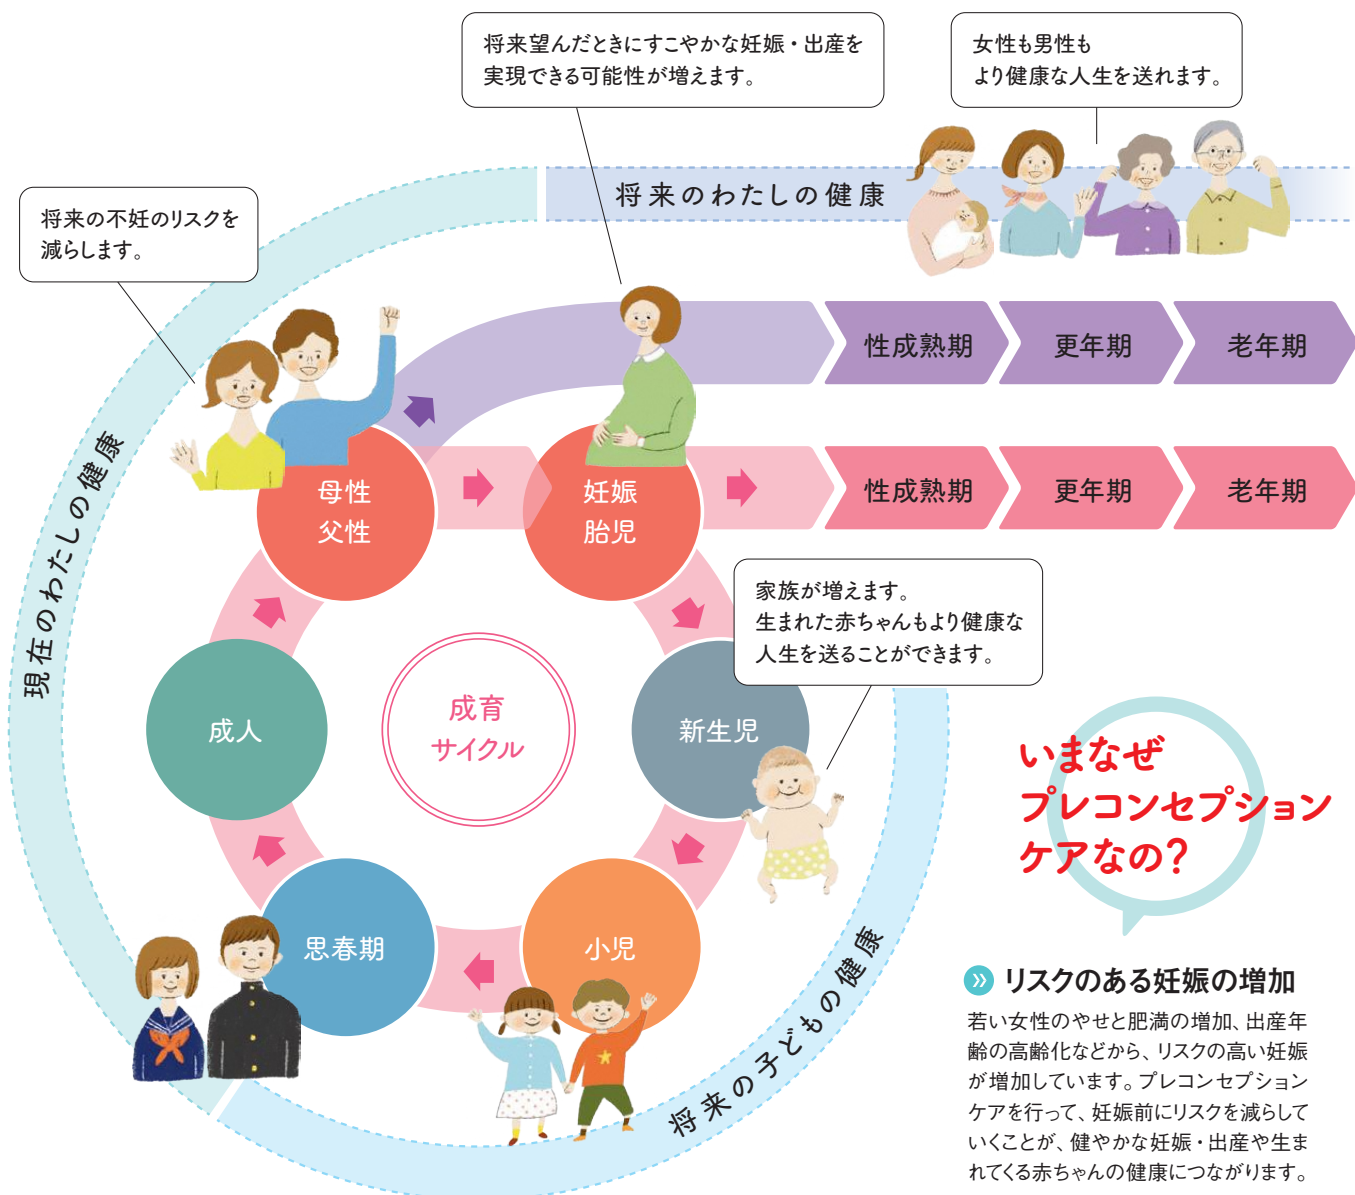 将来望んだときにすこやかな妊娠・出産を
実現できる可能性が増えます。
女性も男性も
より健康な人生を送れます。
将来のわたしの健康
将来の不妊のリスクを
減らします。
現在のわたしの健康
性成熟期
更年期
老年期
母性
父性
妊娠
胎児
性成熟期
更年期
老年期
家族が増えます。
生まれた赤ちゃんもより健康な
人生を送ることができます。
成人
成育
サイクル
新生児
思春期
小児
将来の子どもの健康
いまなぜ
プレコンセプション
ケアなの?
リスクのある妊娠の増加
若い女性のやせと肥満の増加、出産年
齢の高齢化などから、リスクの高い妊娠
が増加しています。プレコンセプション
ケアを行って、妊娠前にリスクを減らして
いくことが、健やかな妊娠・出産や生ま
れてくる赤ちゃんの健康につながります。